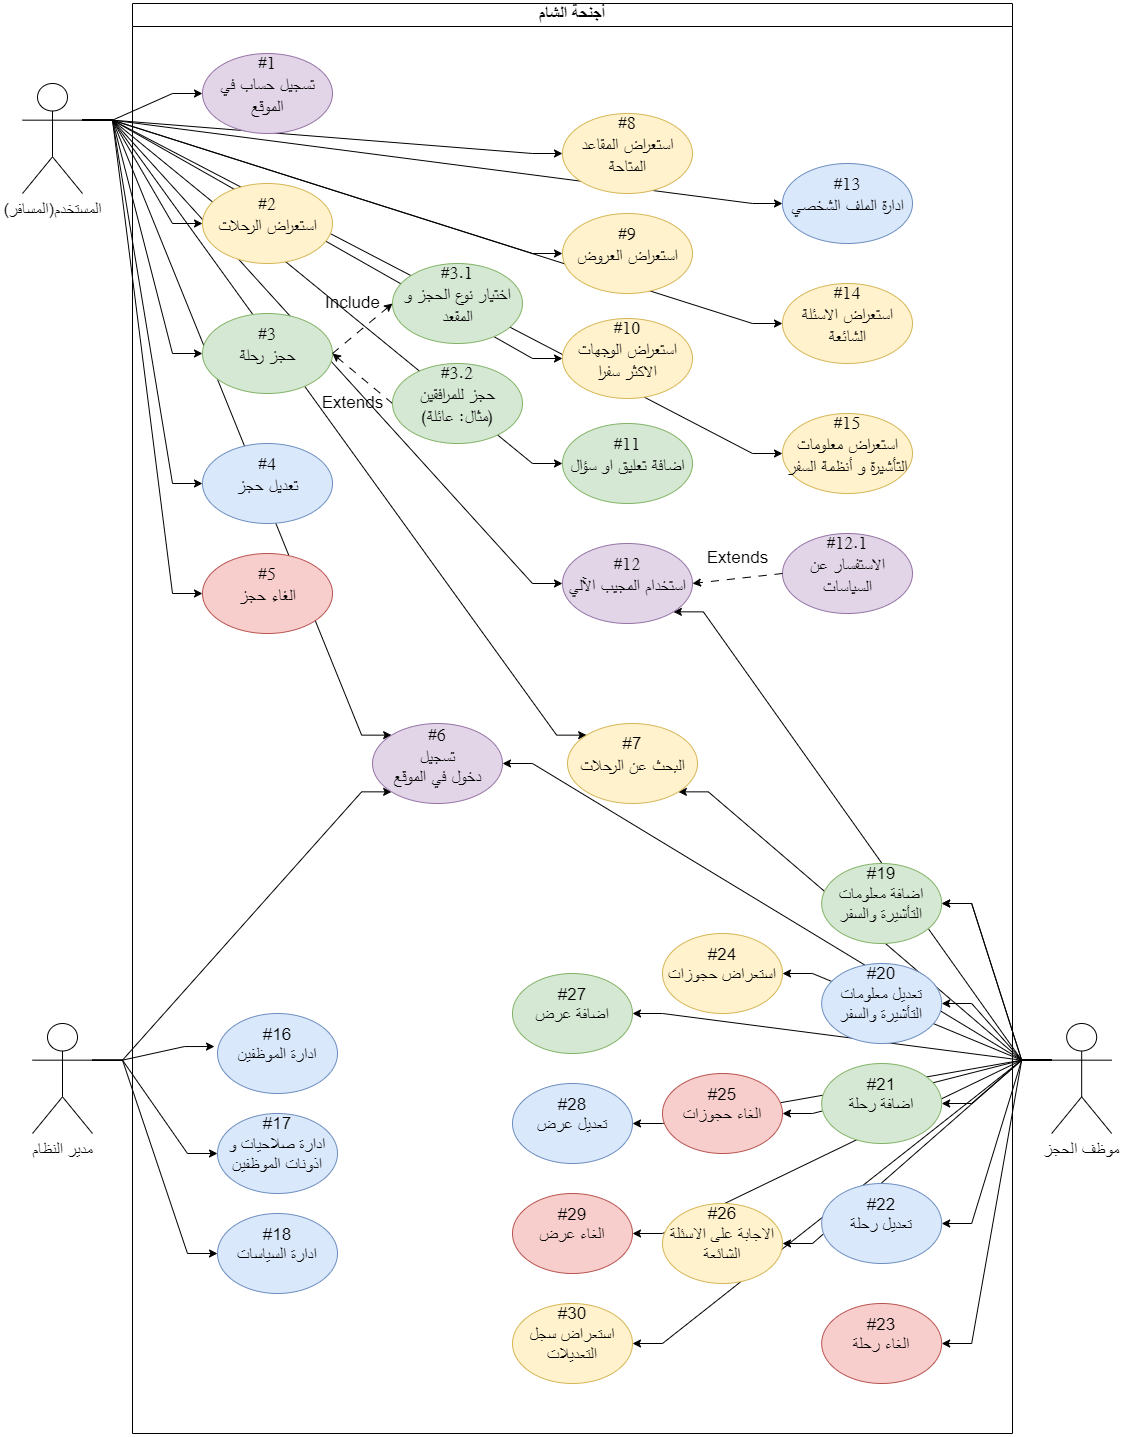 أجنحة الشام
#1
تسجيل حساب في
الموقع
المستخدم(المسافر)
#2
استعراض الرحلات
#3
حجز رحلة
Include
#3.1
اختيار نوع الحجز و
المقعد
Extends
#3.2
حجز للمرافقين
(مثال: عائلة)
#4
تعديل حجز
#5
الغاء حجز
#6
تسجيل
دخول في الموقع
#7
البحث عن الرحلات
#8
استعراض المقاعد
المتاحة
#9
استعراض العروض
#10
استعراض الوجهات
الاكثر سفرا
#11
اضافة تعليق او سؤال
#12
استخدام المجيب الآلي
Extends
#12.1
الاستفسار عن
السياسات
#13
ادارة الملف الشخصي
#14
استعراض الاسئلة
الشائعة
#15
استعراض معلومات
التأشيرة و أنظمة السفر
مدير النظام
#16
ادارة الموظفين
#17
ادارة صلاحيات و
اذونات الموظفين
#18
ادارة السياسات
موظف الحجز
#19
اضافة معلومات
التأشيرة والسفر
#20
تعديل معلومات
التأشيرة والسفر
#21
اضافة رحلة
#22
تعديل رحلة
#23
الغاء رحلة
#24
استعراض حجوزات
#25
الغاء حجوزات
#26
الاجابة على الاسئلة
الشائعة
#27
اضافة عرض
#28
تعديل عرض
#29
الغاء عرض
#30
استعراض سجل
التعديلات